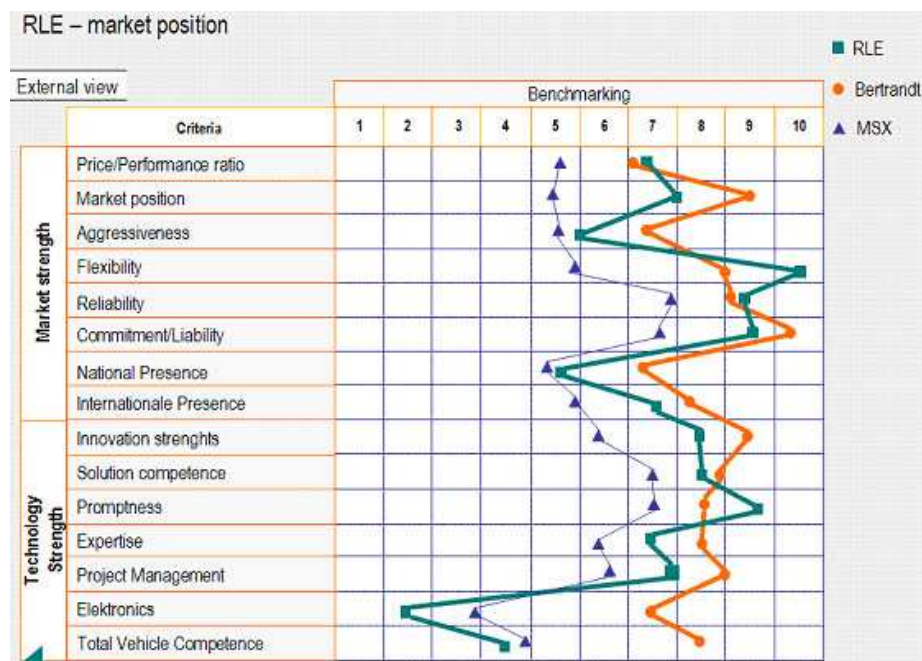 RLE – market position
RLE
External view
Bertrandt
Benchmarking
MSX
Criteria 1 2 3 4 5 6 7 8 9 10
Market strength
Price/Performance ratio
Market position
Aggressiveness
Flexibility
Reliability
Commitment/Liability
National Presence
Internationale Presence
Technology
Strength
Innovation strenghts
Solution competence
Promptness
Expertise
Project Management
Elektronics
Total Vehicle Competence